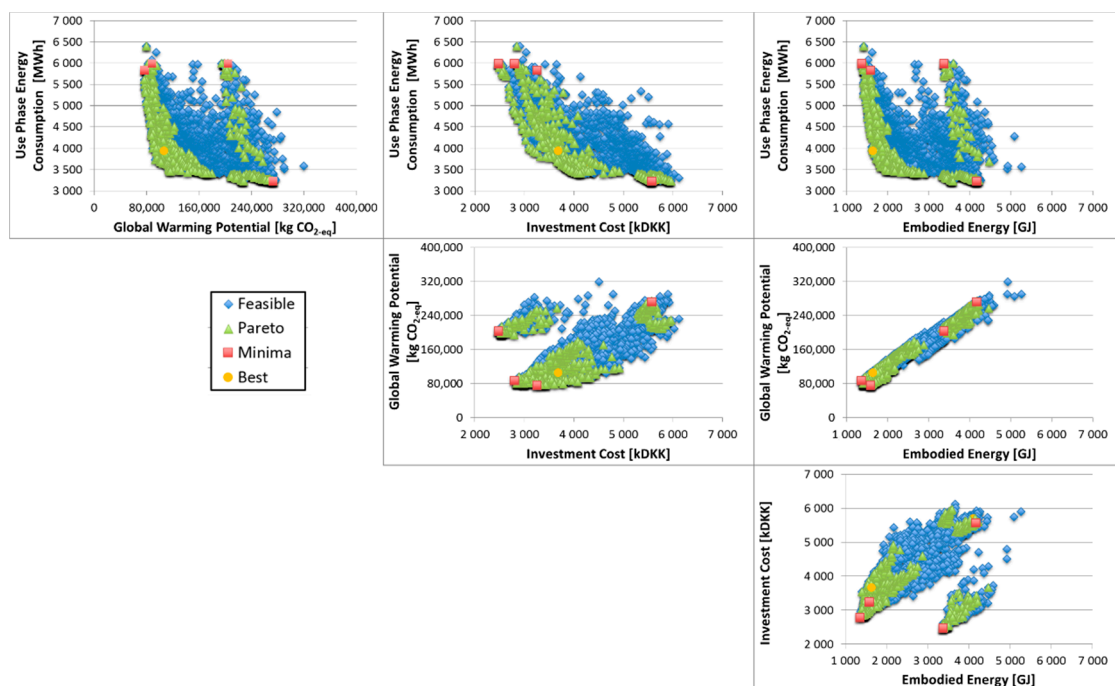 Use Phase Energy
Consumption [MWh]
7 000
6 500
6 000
5 500
5 000
4 500
4 000
3 500
3 000
0 80,000 160,000 240,000 320,000 400,000
Global Warming Potential [kg CO2-eq]
Use Phase Energy
Consumption [MWh]
7 000
6 500
6 000
5 500
5 000
4 500
4 000
3 500
3 000
2 000 3 000 4 000 5 000 6 000 7 000
Investment Cost [kDKK]
Use Phase Energy
Consumption [MWh]
7 000
6 500
6 000
5 500
5 000
4 500
4 000
3 500
3 000
1 000 2 000 3 000 4 000 5 000 6 000 7 000
Embodied Energy [GJ]
Feasible
Pareto
Minima
Best
Global Warming Potential
[kg CO2-eq]
400,000
320,000
240,000
160,000
80,000
0
2 000 3 000 4 000 5 000 6 000 7 000
Investment Cost [kDKK]
Global Warming Potential
[kg CO2-eq]
400,000
320,000
240,000
160,000
80,000
0
1 000 2 000 3 000 4 000 5 000 6 000 7 000
Embodied Energy [GJ]
Investment Cost [kDKK]
7 000
6 000
5 000
4 000
3 000
2 000
1 000 2 000 3 000 4 000 5 000 6 000 7 000
Embodied Energy [GJ]